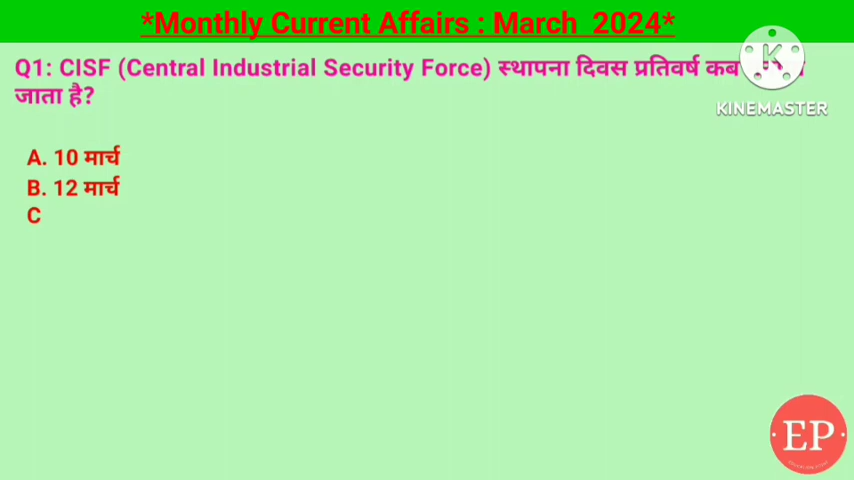 *Monthly Current Affairs : March 2024*
Q1: CISF (Central Industrial Security Force) स्थापना दिवस प्रतिवर्ष कब
जाता है?
KINEMASTER
A. 10 मार्च
B. 12 मार्च
C
EP